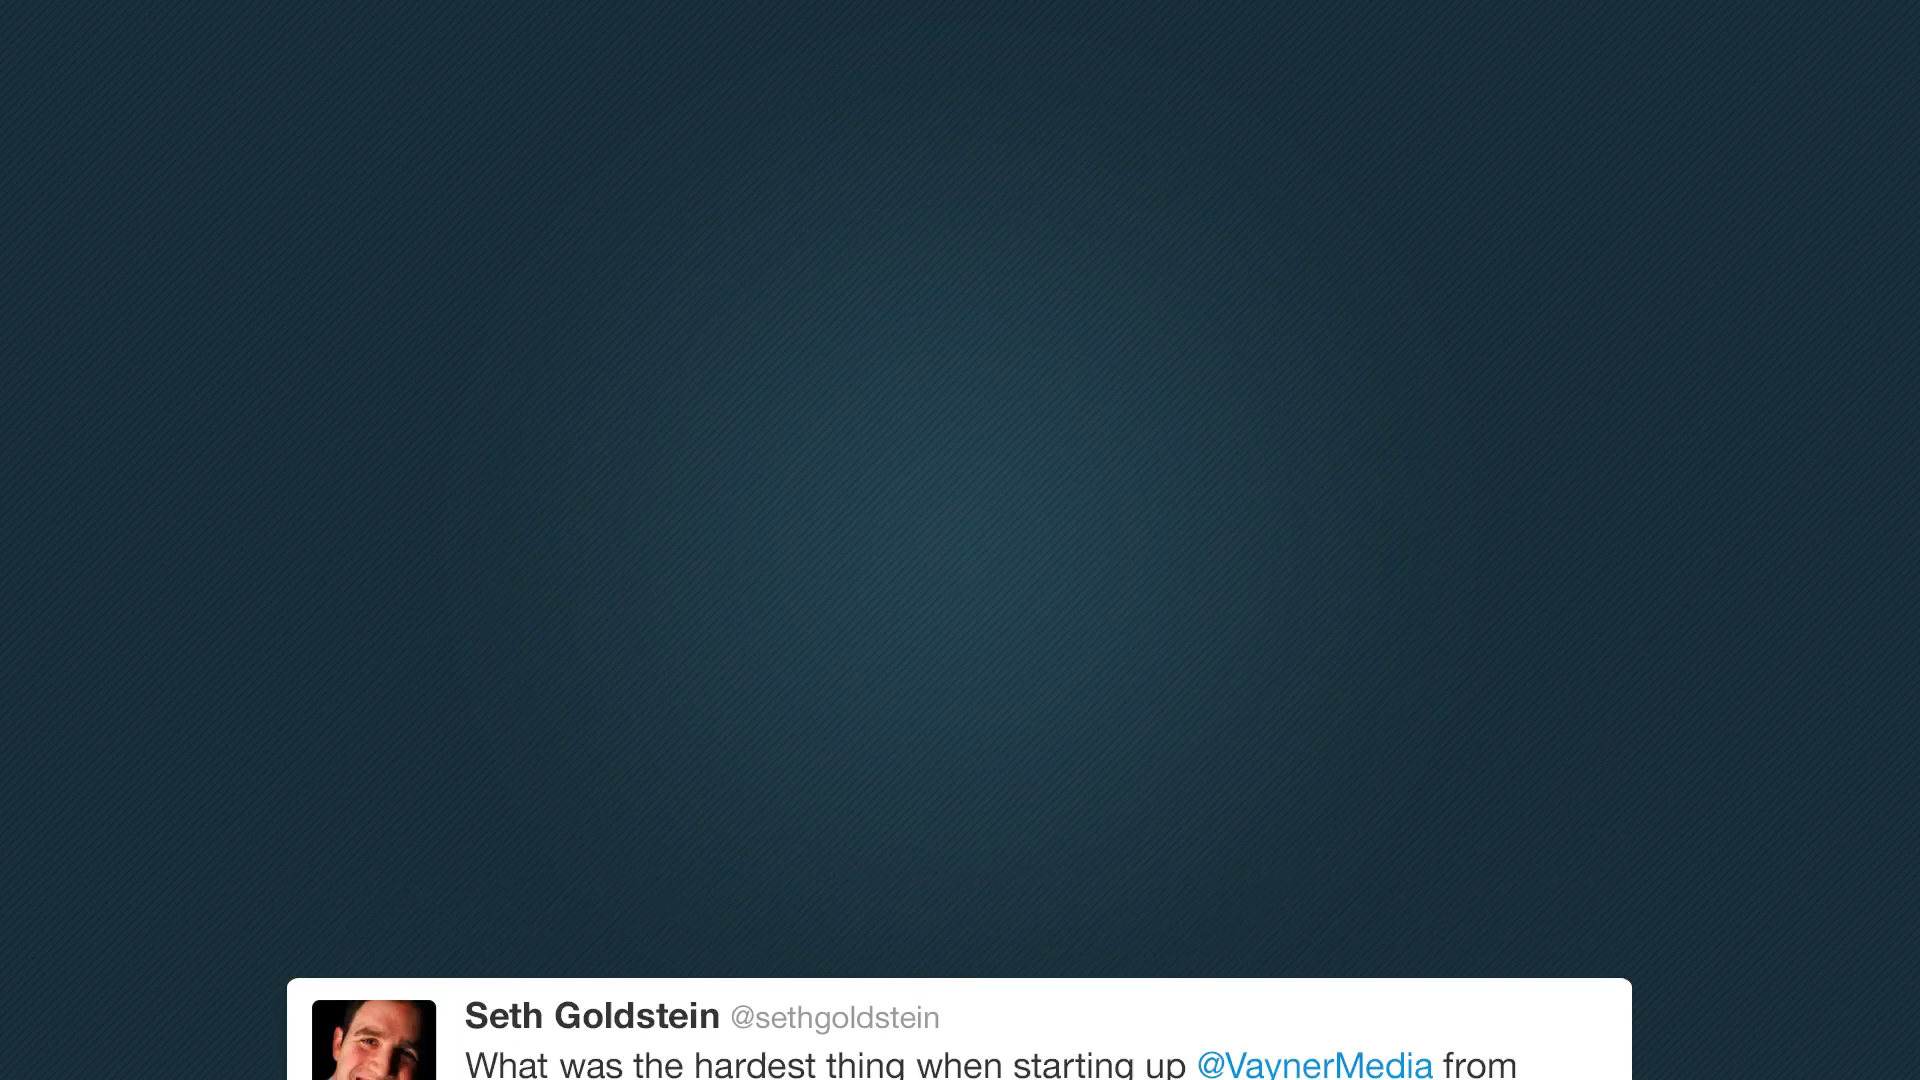 Seth Goldstein @sethgoldstein
What was the hardest thing when starting up @VaynerMedia from